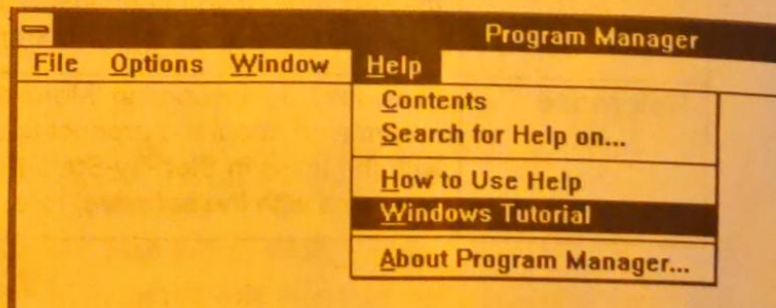 Program Manager
File Options Window Help
Contents
Search for Help on...
How to Use Help
Windows Tutorial
About Program Manager...